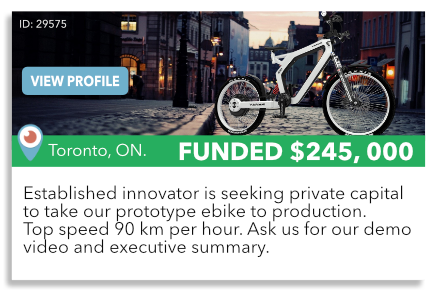 ID: 29575
VIEW PROFILE
Toronto, ON.
FUNDED $245, 000
Established innovator is seeking private capital
to take our prototype ebike to production.
Top speed 90 km per hour. Ask us for our demo
video and executive summary.